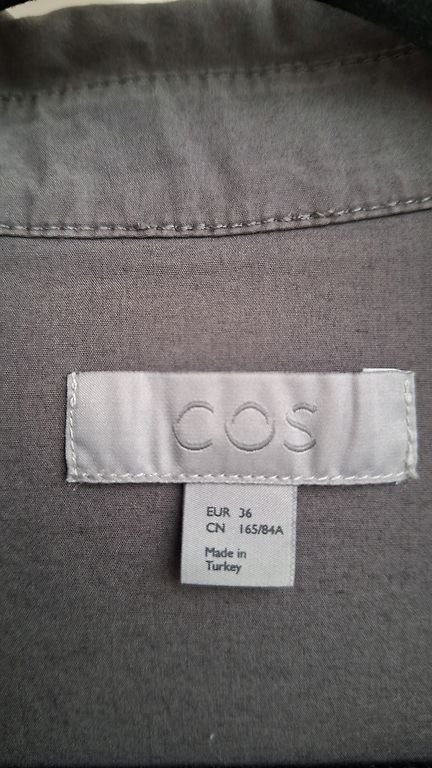 COS
EUR 36
CN 165/84A
Made in
Turkey